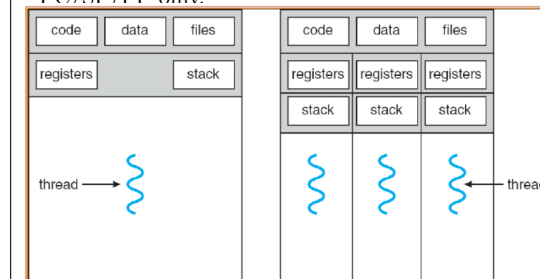 code data files code data files
registers stack registers registers registers
stack stack stack
thread